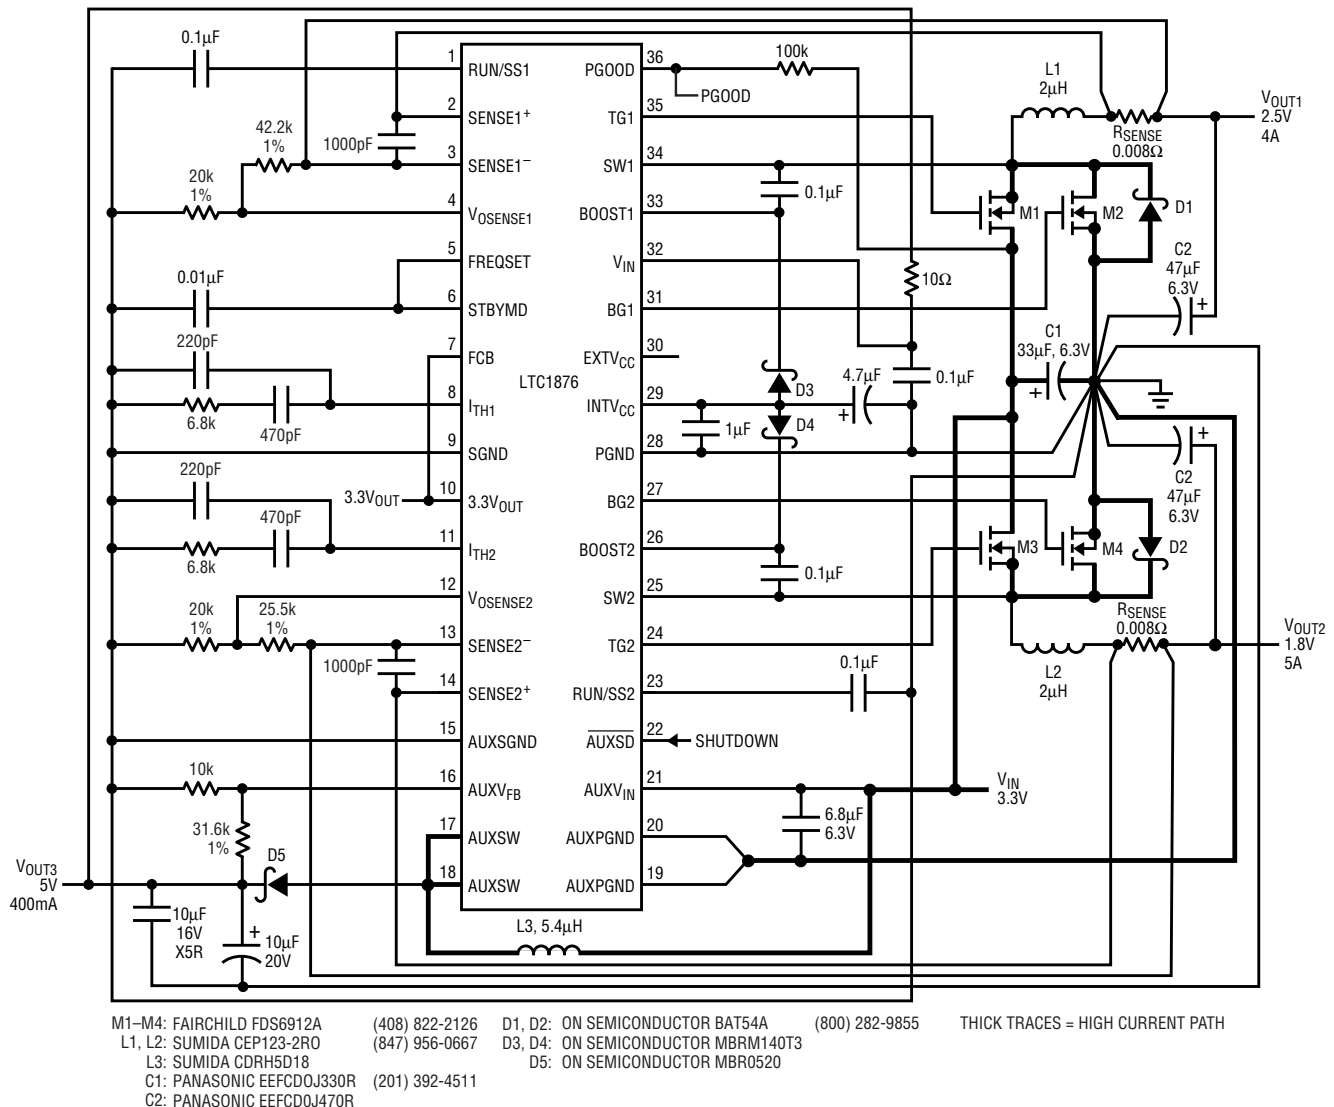 0.1µF
1
RUN/SS1
2
SENSE1+
42.2k
1%
1000pF
3
SENSE1–
20k
1%
4
VOSENSE1
5
FREQSET
0.01µF
6
STBYMD
220pF
7
FCB
8
ITH1
6.8k
470pF
9
SGND
220pF
3.3VOUT
10
3.3VOUT
470pF
11
ITH2
6.8k
12
VOSENSE2
20k
1%
25.5k
1%
13
SENSE2–
1000pF
14
SENSE2+
15
AUXSGND
10k
16
AUXVFB
31.6k
1%
17
AUXSW
D5
18
AUXSW
VOUT3
5V
400mA
10µF
16V
X5R
+
10µF
20V
LTC1876
L3, 5.4µH
36
PGOOD
100k
PGOOD
35
TG1
34
SW1
0.1µF
33
BOOST1
32
VIN
10Ω
31
BG1
30
EXTVCC
D3
4.7µF
+
0.1µF
29
INTVCC
D4
1µF
28
PGND
27
BG2
26
BOOST2
0.1µF
25
SW2
24
TG2
0.1µF
23
RUN/SS2
22
AUXSD
SHUTDOWN
21
AUXVIN
VIN
3.3V
6.8µF
6.3V
20
AUXPGND
19
AUXPGND
L1
2µH
RSENSE
0.008Ω
VOUT1
2.5V
4A
M1
M2
D1
C2
47µF
6.3V
+
C1
33µF, 6.3V
+
+
C2
47µF
6.3V
M3
M4
D2
RSENSE
0.008Ω
VOUT2
1.8V
5A
L2
2µH
M1–M4: FAIRCHILD FDS6912A (408) 822-2126
L1, L2: SUMIDA CEP123-2RO (847) 956-0667
L3: SUMIDA CDRH5D18
C1: PANASONIC EEFCDOJ330R (201) 392-4511
C2: PANASONIC EEFCD0J470R
D1, D2: ON SEMICONDUCTOR BAT54A (800) 282-9855
D3, D4: ON SEMICONDUCTOR MBRM140T3
D5: ON SEMICONDUCTOR MBR0520
THICK TRACES = HIGH CURRENT PATH